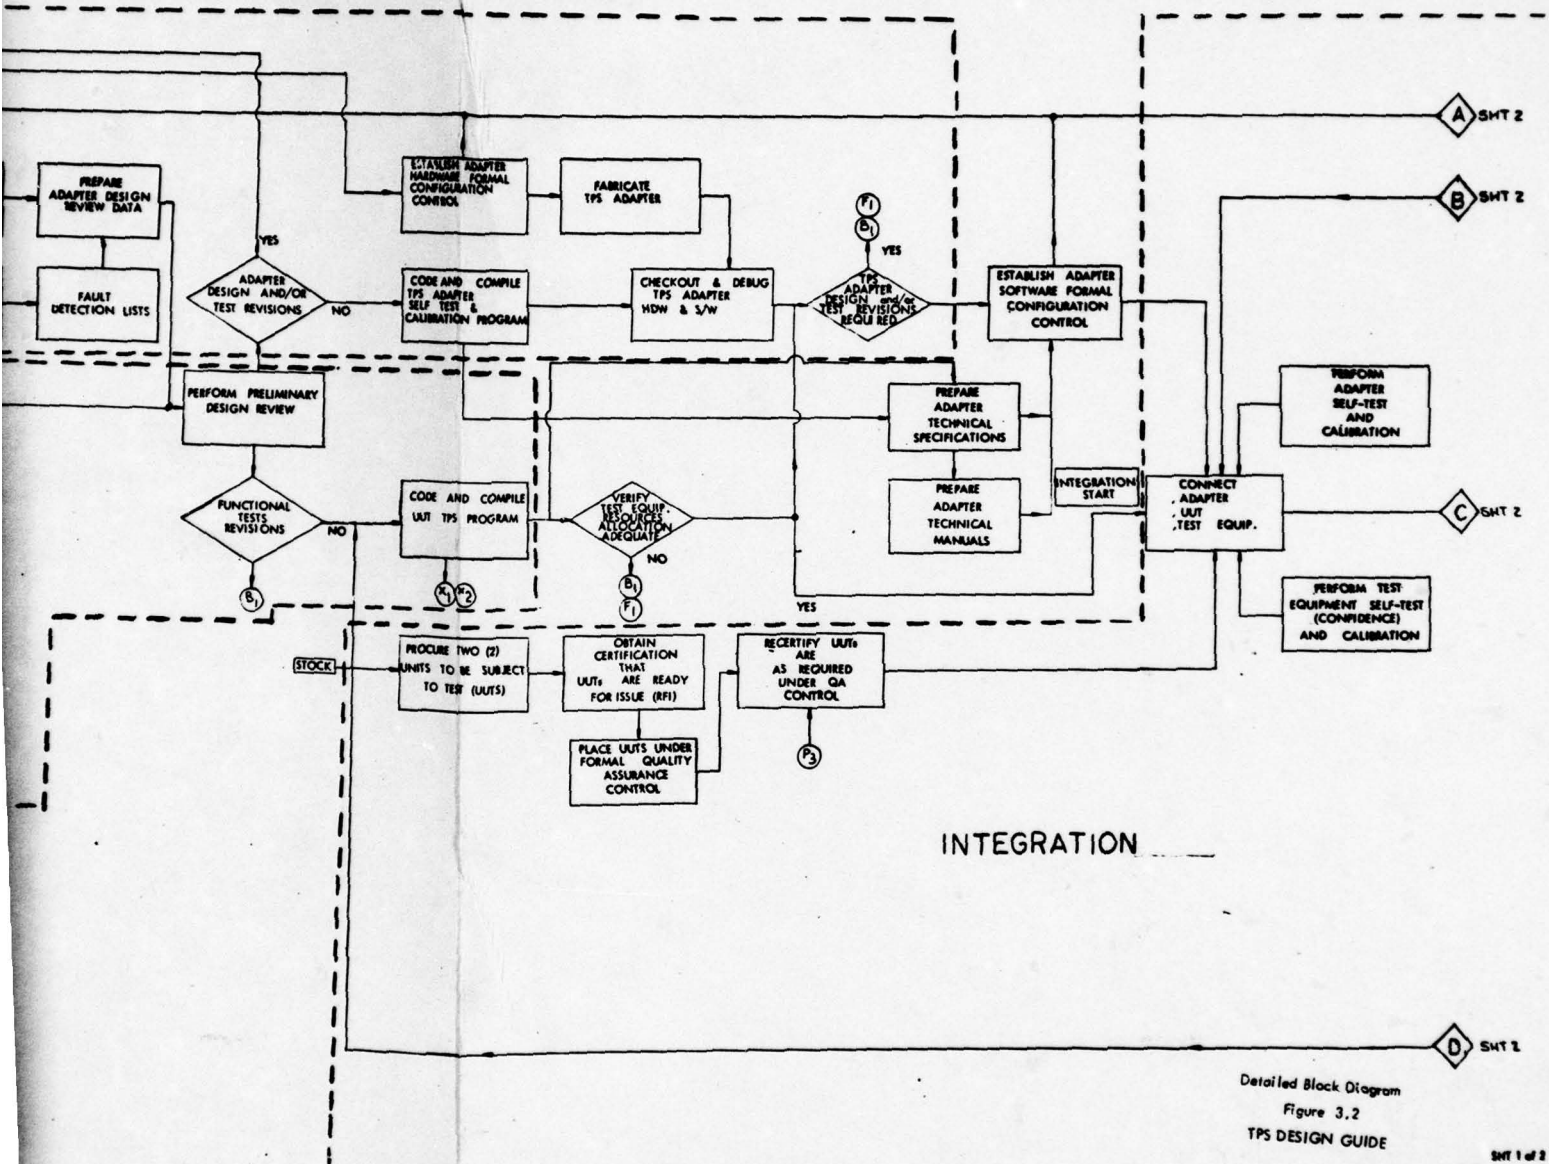 A SHT 2
PREPARE
ADAPTER DESIGN
REVIEW DATA
ESTABLISH ADAPTER
HARDWARE FORMAL
CONFIGURATION
CONTROL
FABRICATE
TPS ADAPTER
F1
B1
YES
B SHT 2
YES
FAULT
DETECTION LISTS
ADAPTER
DESIGN AND/OR
TEST REVISIONS
NO
CODE AND COMPILE
TPS ADAPTER
SELF TEST &
CALIBRATION PROGRAM
CHECKOUT & DEBUG
TPS ADAPTER
HDW & S/W
TPS
ADAPTER
DESIGN and/or
TEST REVISIONS
REQUIRED
ESTABLISH ADAPTER
SOFTWARE FORMAL
CONFIGURATION
CONTROL
PERFORM PRELIMINARY
DESIGN REVIEW
PREPARE
ADAPTER
TECHNICAL
SPECIFICATIONS
PERFORM
ADAPTER
SELF-TEST
AND
CALIBRATION
FUNCTIONAL
TESTS
REVISIONS
NO
CODE AND COMPILE
UUT TPS PROGRAM
VERIFY
TEST EQUIP.
RESOURCES
ALLOCATION
ADEQUATE
NO
PREPARE
ADAPTER
TECHNICAL
MANUALS
INTEGRATION
START
CONNECT
. ADAPTER
. UUT
.TEST EQUIP.
C SHT 2
B1
X1 X2
B1
F1
YES
PERFORM TEST
EQUIPMENT SELF-TEST
(CONFIDENCE)
AND CALIBRATION
STOCK
PROCURE TWO (2)
UNITS TO BE SUBJECT
TO TEST (UUTS)
OBTAIN
CERTIFICATION
THAT
UUTs ARE READY
FOR ISSUE (RFI)
RECERTIFY UUTs
ARE
AS REQUIRED
UNDER QA
CONTROL
PLACE UUTS UNDER
FORMAL QUALITY
ASSURANCE
CONTROL
P3
INTEGRATION
D, SHT 2
Detailed Block Diagram
Figure 3.2
TPS DESIGN GUIDE
SHT 1 of 2